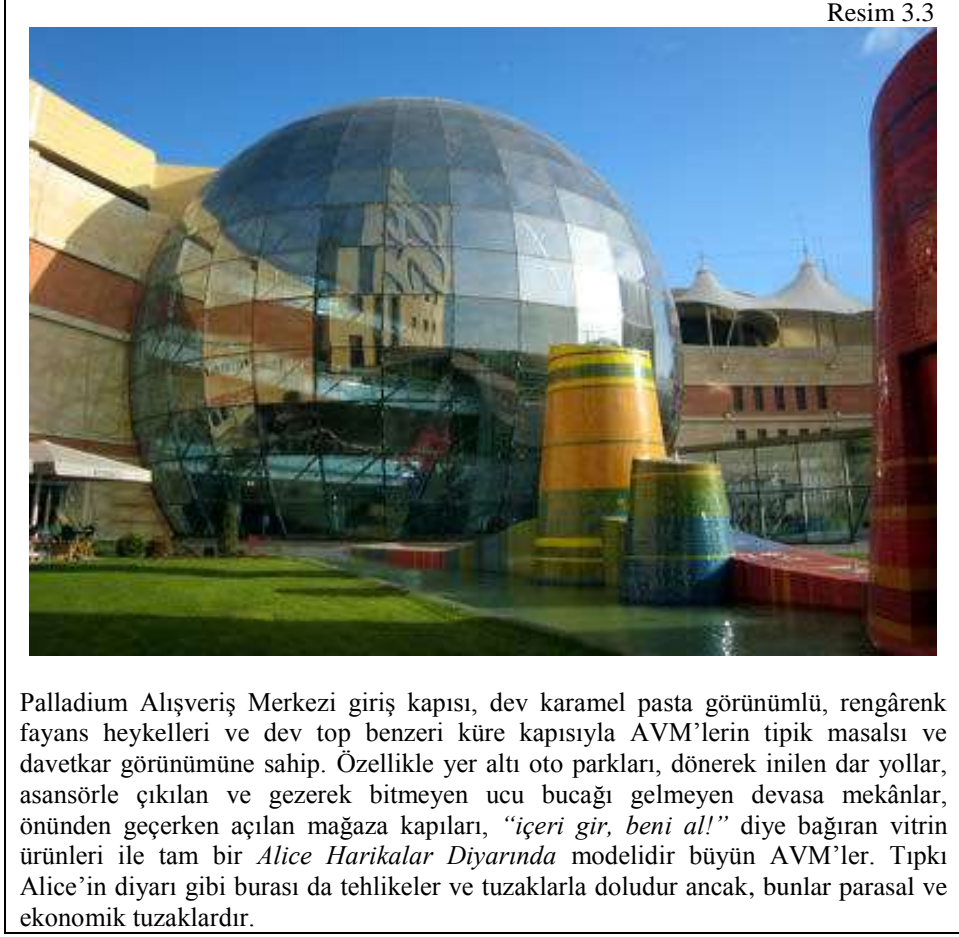 Resim 3.3
Palladium Alışveriş Merkezi giriş kapısı, dev karamel pasta görünümlü, rengârenk
fayans heykelleri ve dev top benzeri küre kapısıyla AVM’lerin tipik masalsı ve
davetkar görünümüne sahip. Özellikle yer altı oto parkları, dönerek inilen dar yollar,
asansörle çıkılan ve gezerek bitmeyen ucu bucağı gelmeyen devasa mekânlar,
önünden geçerken açılan mağaza kapıları, “içeri gir, beni al!” diye bağıran vitrin
ürünleri ile tam bir Alice Harikalar Diyarında modelidir büyün AVM’ler. Tıpkı
Alice’in diyarı gibi burası da tehlikeler ve tuzaklarla doludur ancak, bunlar parasal ve
ekonomik tuzaklardır.